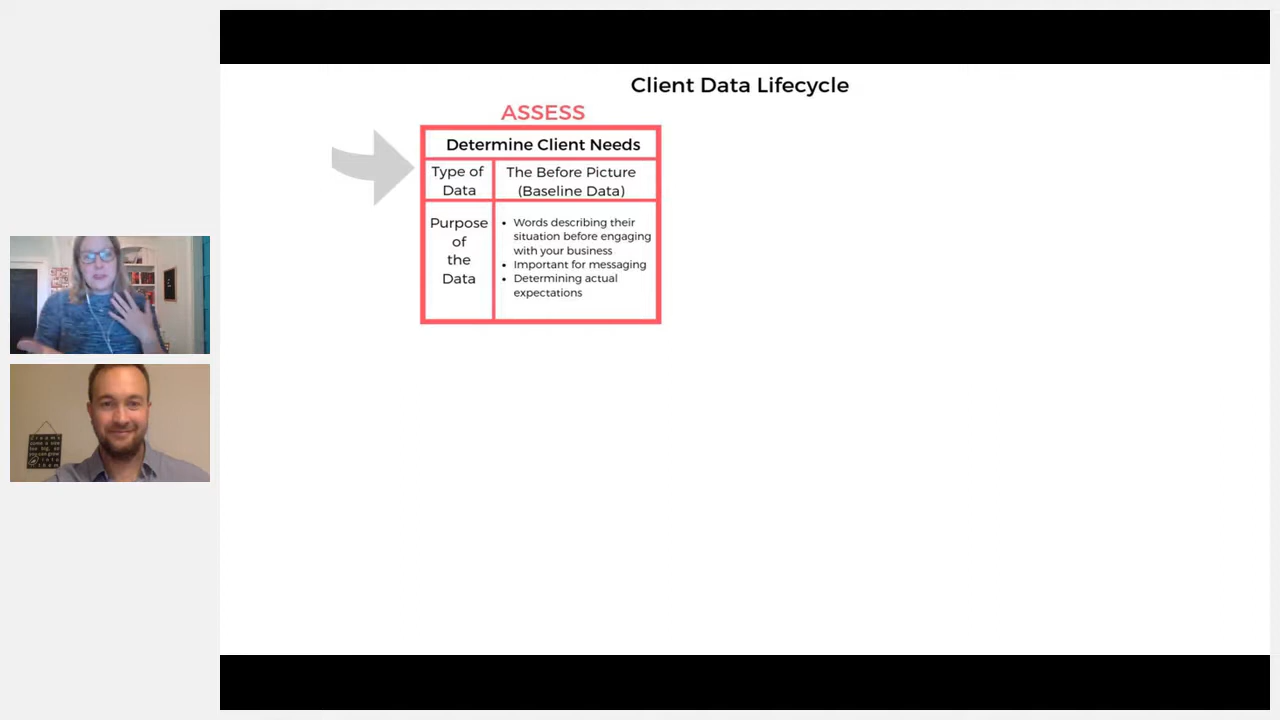 Client Data Lifecycle
ASSESS
Determine Client Needs
Type of
Data
The Before Picture
(Baseline Data)
Purpose
of
the
Data
• Words describing their
situation before engaging
with your business
• Important for messaging
• Determining actual
expectations
dreams